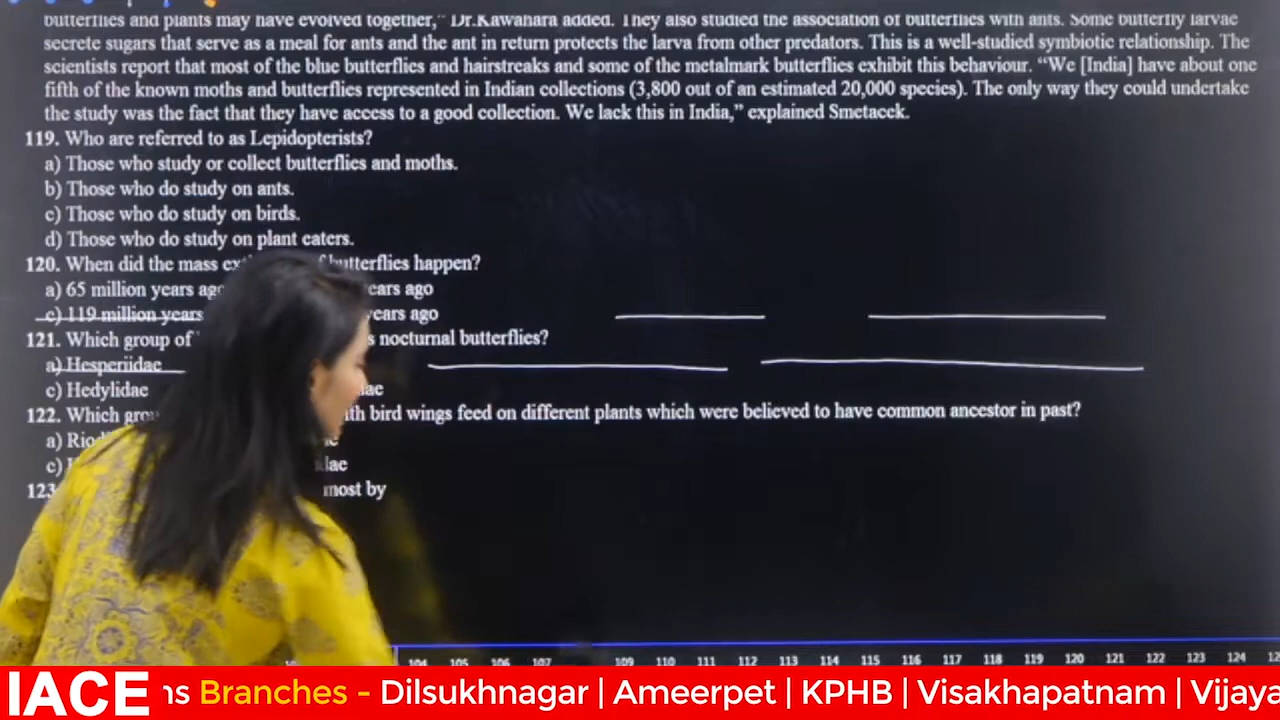 butterflies and plants may have evolved together,” Dr.Kawahara added. They also studied the association of butterflies with ants. Some butterfly larvae
secrete sugars that serve as a meal for ants and the ant in return protects the larva from other predators. This is a well-studied symbiotic relationship. The
scientists report that most of the blue butterflies and hairstreaks and some of the metalmark butterflies exhibit this behaviour. “We [India] have about one
fifth of the known moths and butterflies represented in Indian collections (3,800 out of an estimated 20,000 species). The only way they could undertake
the study was the fact that they have access to a good collection. We lack this in India,” explained Smetacek.
119. Who are referred to as Lepidopterists?
a) Those who study or collect butterflies and moths.
b) Those who do study on ants.
c) Those who do study on birds.
d) Those who do study on plant eaters.
120. When did the mass butterflies happen?
a) 65 million years ago years ago
c) 119 million years years ago
121. Which group of nocturnal butterflies?
a) Hesperiidae
c) Hedylidae
122. Which bird wings feed on different plants which were believed to have common ancestor in past?
a)
c)
123 most by
104 105 106 107 109 110 111 112 113 114 115 116 117 118 119 120 121 122 123 124
IACE Branches - Dilsukhnagar | Ameerpet | KPHB | Visakhapatnam |